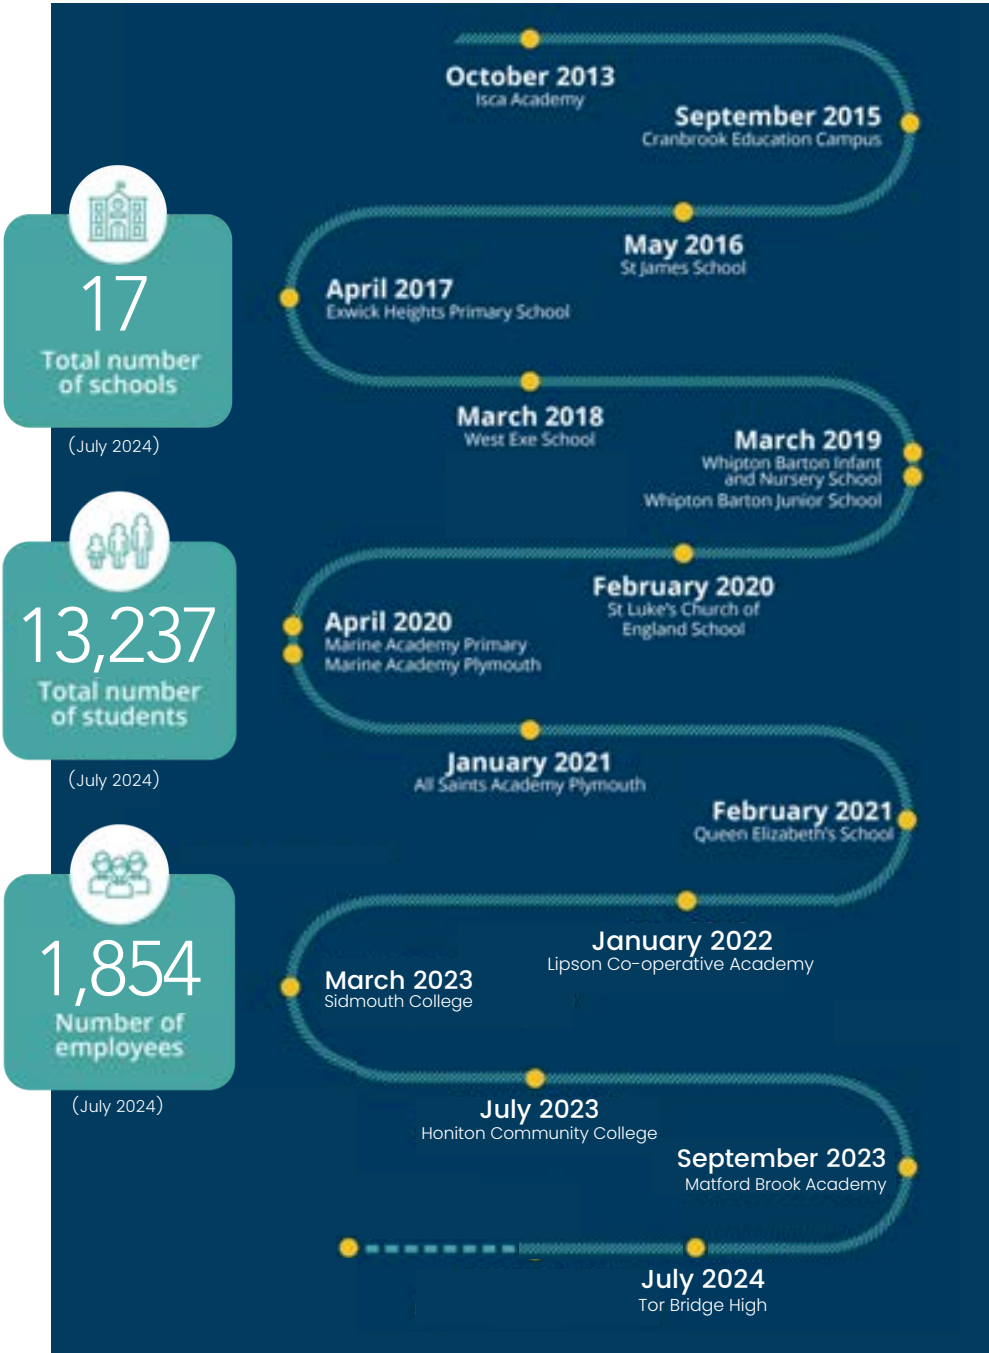 October 2013
Isca Academy
September 2015
Cranbrook Education Campus
May 2016
St James School
April 2017
Exwick Heights Primary School
March 2018
West Exe School
March 2019
Whipton Barton Infant
and Nursery School
Whipton Barton Junior School
February 2020
St Luke's Church of
England School
April 2020
Marine Academy Primary
Marine Academy Plymouth
January 2021
All Saints Academy Plymouth
February 2021
Queen Elizabeth's School
January 2022
Lipson Co-operative Academy
March 2023
Sidmouth College
July 2023
Honiton Community College
September 2023
Matford Brook Academy
July 2024
Tor Bridge High
17
Total number
of schools
(July 2024)
13,237
Total number
of students
(July 2024)
1,854
Number of
employees
(July 2024)